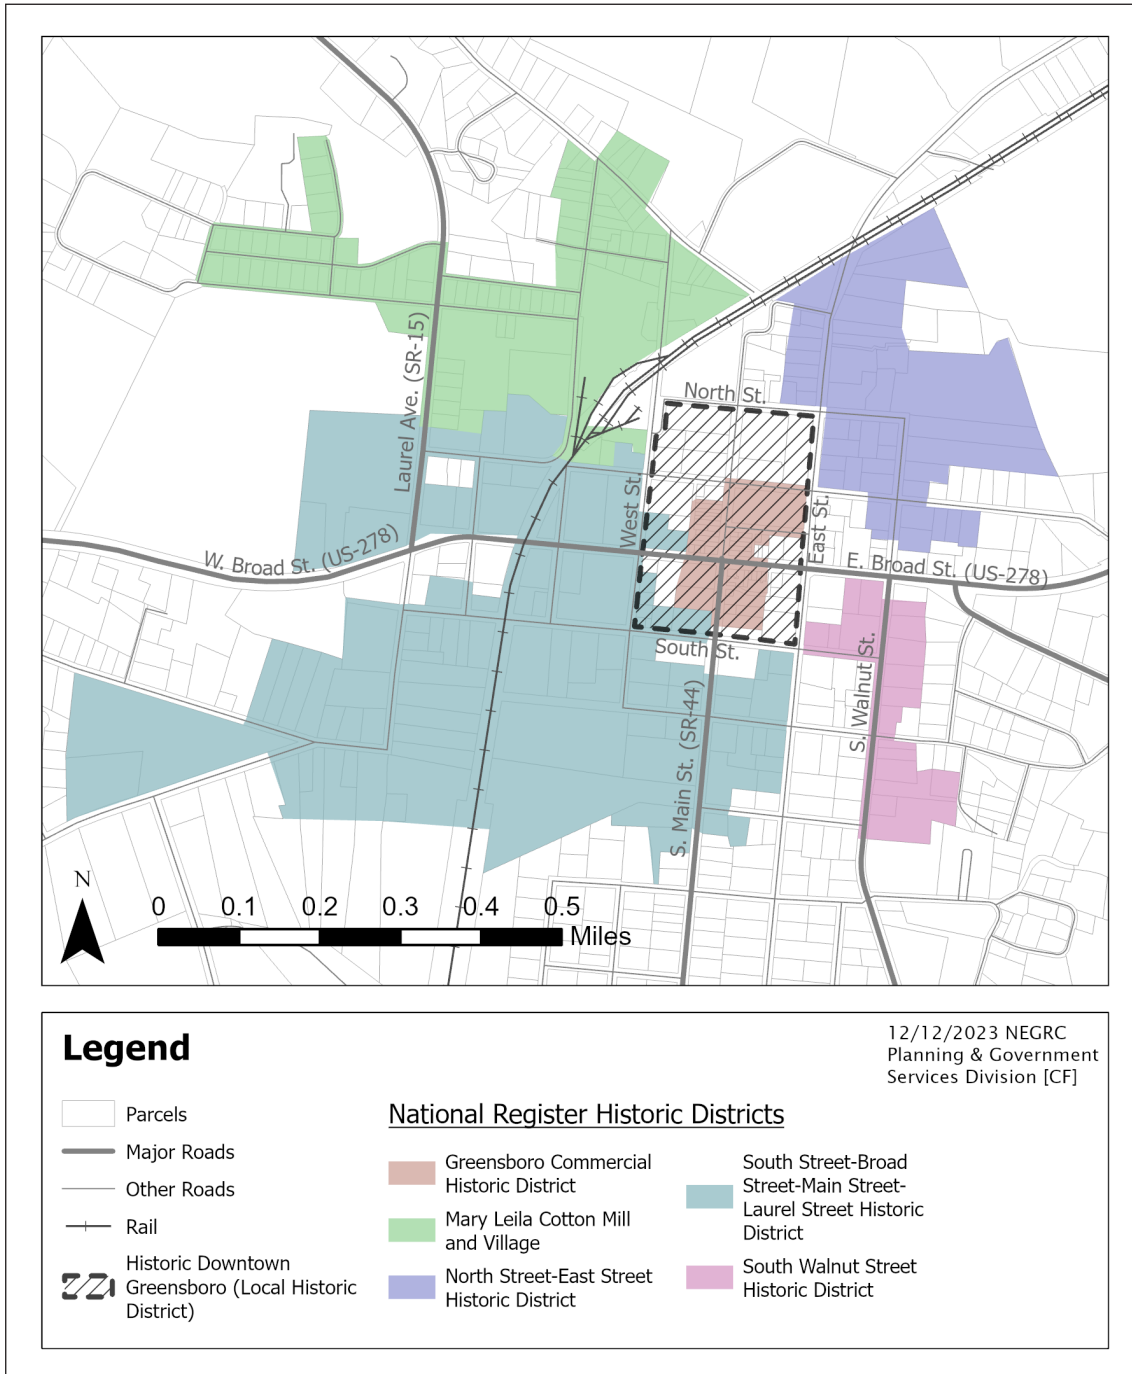 North St.
Laurel Ave. (SR-15)
West St.
East St.
W. Broad St. (US-278)
E. Broad St. (US-278)
South St.
S. Walnut St.
S. Main St. (SR-44)
N
0 0.1 0.2 0.3 0.4 0.5
Miles
Legend
12/12/2023 NEGRC
Planning & Government
Services Division [CF]
Parcels
Major Roads
Other Roads
Rail
Historic Downtown
Greensboro (Local Historic
District)
National Register Historic Districts
Greensboro Commercial
Historic District
Mary Leila Cotton Mill
and Village
North Street-East Street
Historic District
South Street-Broad
Street-Main Street-
Laurel Street Historic
District
South Walnut Street
Historic District